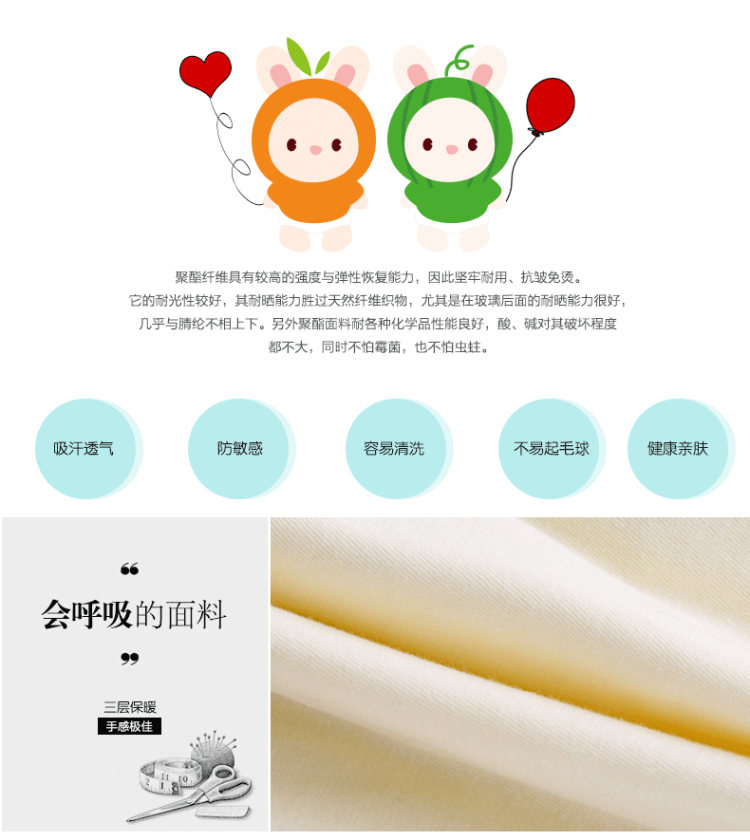 聚酯纤维具有较高的强度与弹性恢复能力，因此坚牢耐用、抗皱免烫。
它的耐光性较好，其耐晒能力胜过天然纤维织物，尤其是在玻璃后面的耐晒能力很好，
几乎与腈纶不相上下。另外聚酯面料耐各种化学品性能良好，酸、碱对其破坏程度
都不大，同时不怕霉菌，也不怕虫蛀。
吸汗透气
防敏感
容易清洗
不易起毛球
健康亲肤
“
会呼吸的面料
”
三层保暖
手感极佳